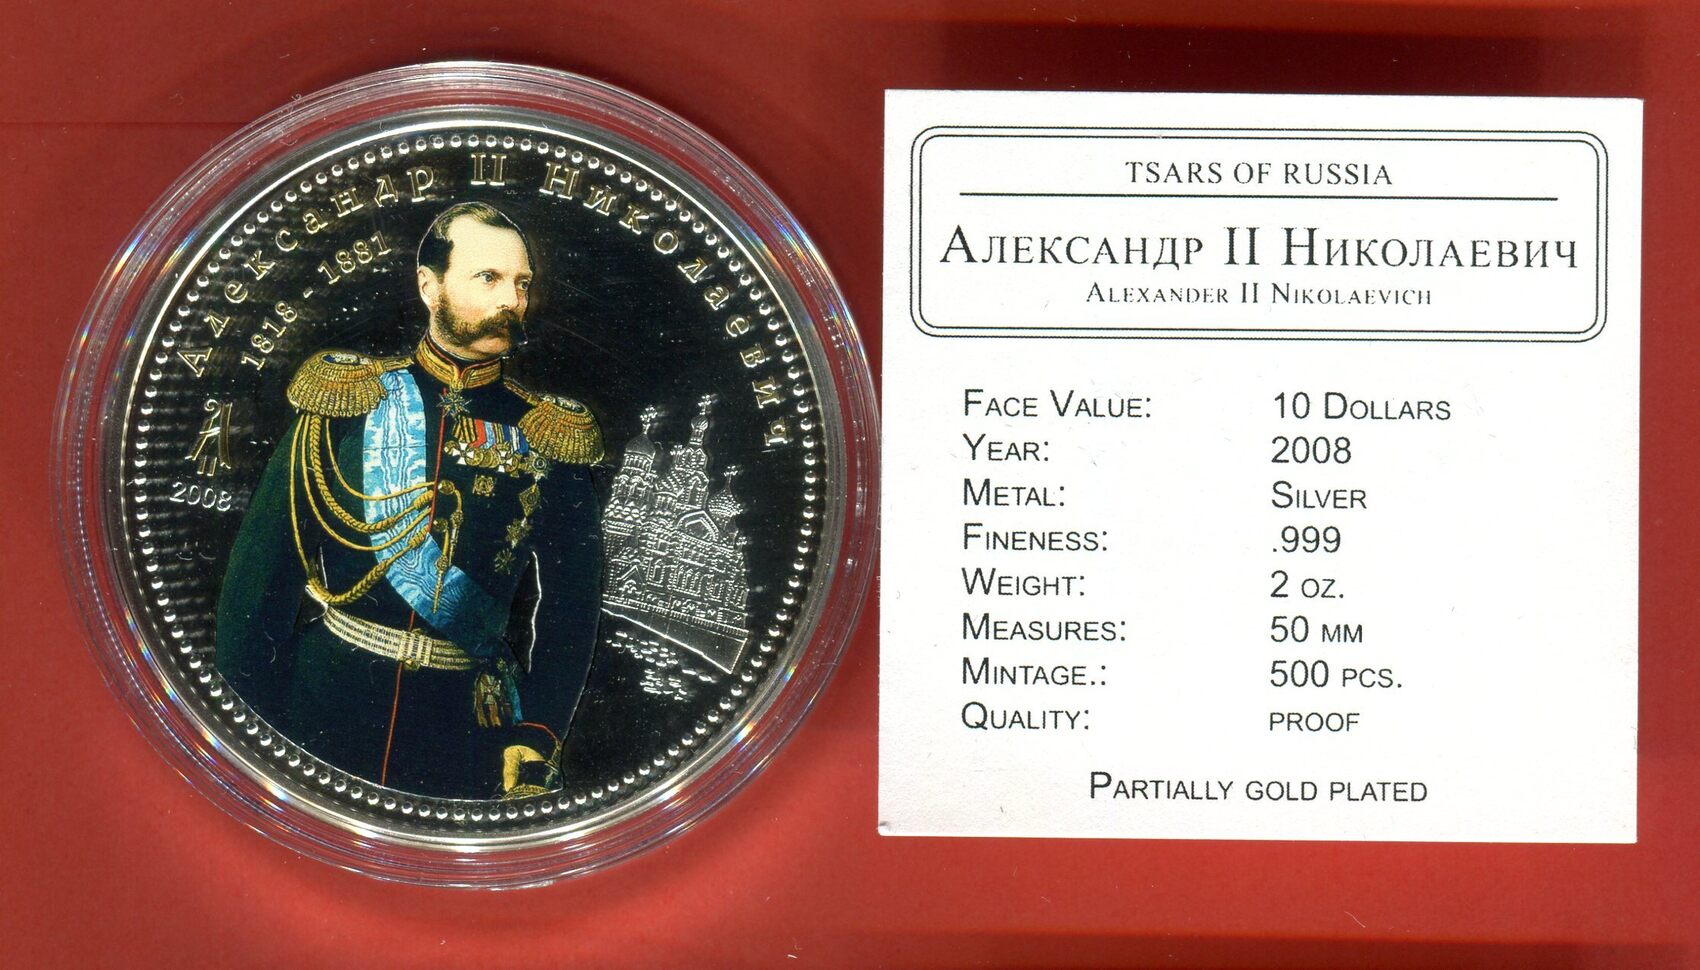 Александр II Николаевич
1818 - 1881
А
II
2008
TSARS OF RUSSIA
АЛЕКСАНДР II НИКОЛАЕВИЧ
ALEXANDER II NIKOLAEVICH
FACE VALUE: 10 DOLLARS
YEAR: 2008
METAL: SILVER
FINENESS: .999
WEIGHT: 2 OZ.
MEASURES: 50 MM
MINTAGE.: 500 PCS.
QUALITY: PROOF
PARTIALLY GOLD PLATED